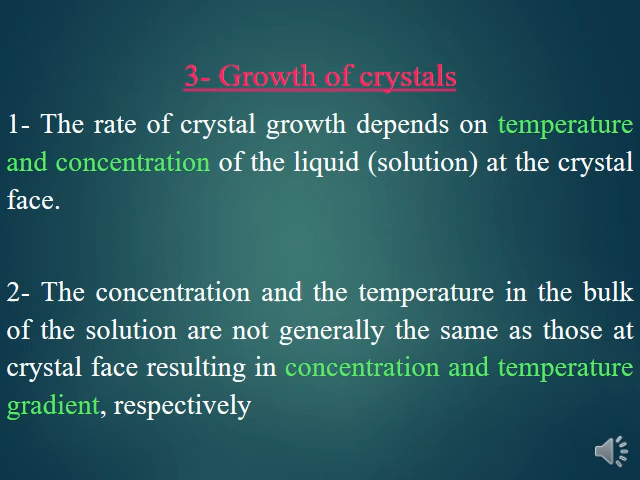 3- Growth of crystals
1- The rate of crystal growth depends on temperature
and concentration of the liquid (solution) at the crystal
face.
2- The concentration and the temperature in the bulk
of the solution are not generally the same as those at
crystal face resulting in concentration and temperature
gradient, respectively